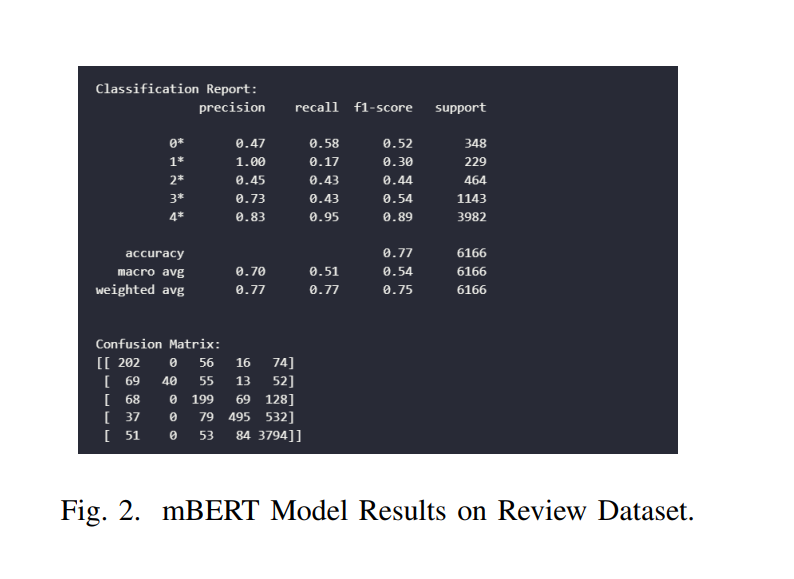 Classification Report:
precision recall f1-score support
0* 0.47 0.58 0.52 348
1* 1.00 0.17 0.30 229
2* 0.45 0.43 0.44 464
3* 0.73 0.43 0.54 1143
4* 0.83 0.95 0.89 3982
accuracy 0.77 6166
macro avg 0.70 0.51 0.54 6166
weighted avg 0.77 0.77 0.75 6166
Confusion Matrix:
[[ 202 0 56 16 74]
[ 69 40 55 13 52]
[ 68 0 199 69 128]
[ 37 0 79 495 532]
[ 51 0 53 84 3794]]
Fig. 2. mBERT Model Results on Review Dataset.